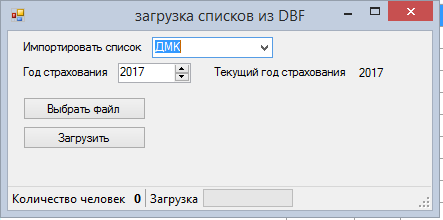 загрузка списков из DBF
Импортировать список ДМК
Год страхования 2017 Текущий год страхования 2017
Выбрать файл
Загрузить
Количество человек 0 Загрузка